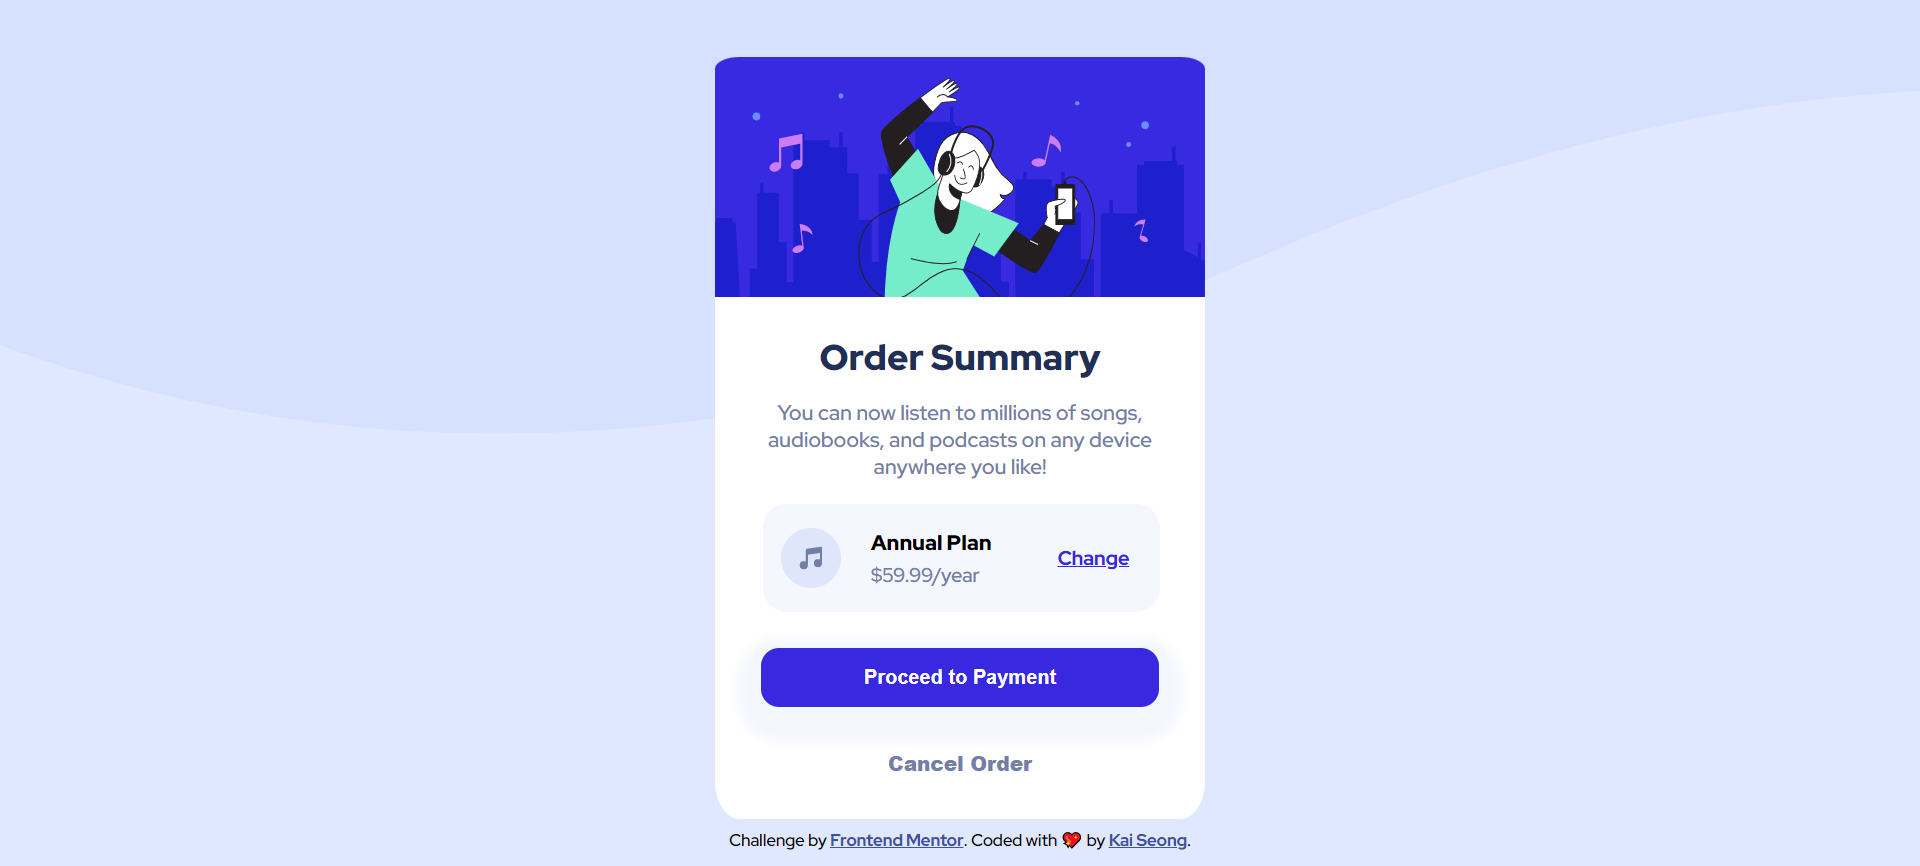 Order Summary
You can now listen to millions of songs,
audiobooks, and podcasts on any device
anywhere you like!
Annual Plan
$59.99/year
Change
Proceed to Payment
Cancel Order
Challenge by Frontend Mentor. Coded with 💖 by Kai Seong.